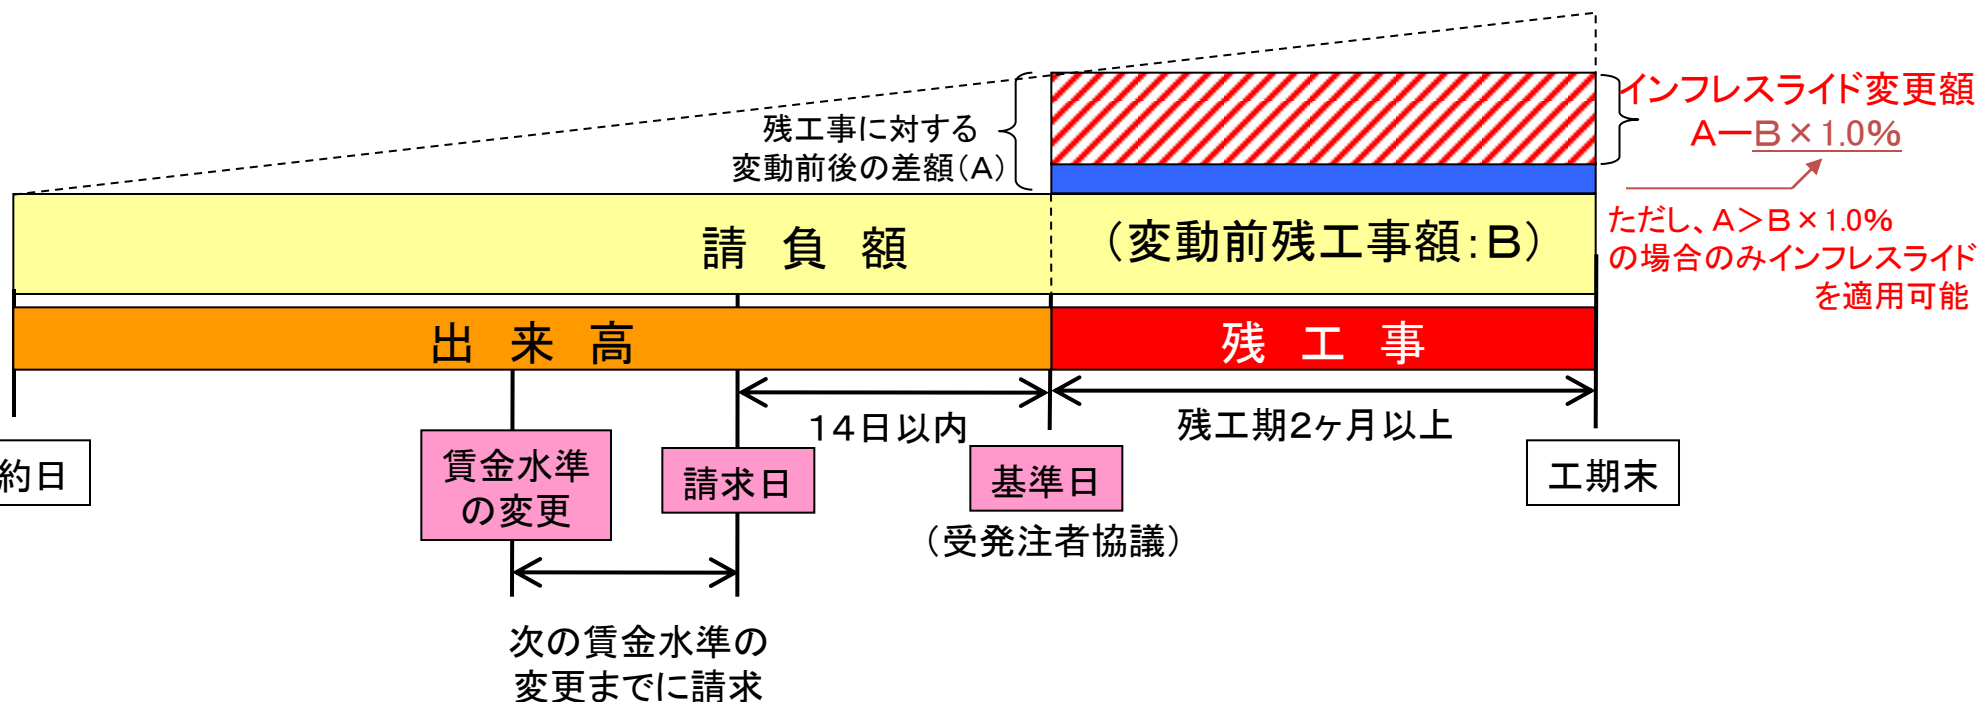 インフレスライド変更額
A－B×1.0%
残工事に対する
変動前後の差額(A)
ただし、A＞B×1.0%
の場合のみインフレスライド
を適用可能
請 負 額
(変動前残工事額:B)
出 来 高
残 工 事
14日以内
残工期2ヶ月以上
約日
賃金水準
の変更
請求日
基準日
(受発注者協議)
工期末
次の賃金水準の
変更までに請求